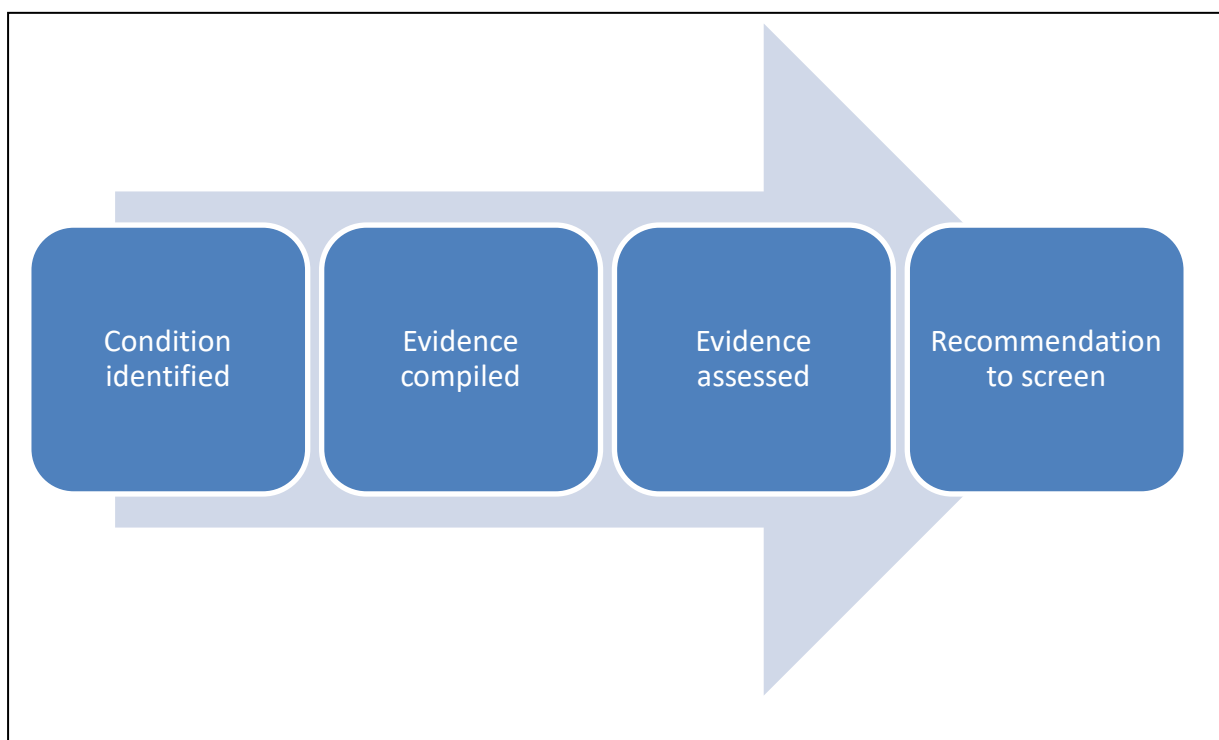 Condition
identified
Evidence
compiled
Evidence
assessed
Recommendation
to screen